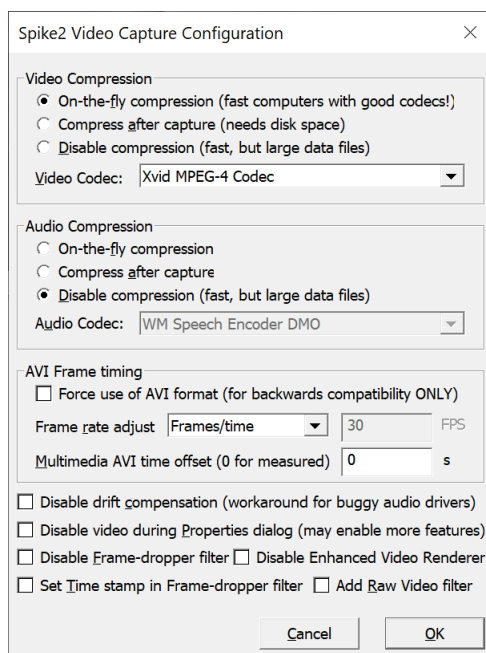 Spike2 Video Capture Configuration
Video Compression
On-the-fly compression (fast computers with good codecs!)
Compress after capture (needs disk space)
Disable compression (fast, but large data files)
Video Codec: Xvid MPEG-4 Codec
Audio Compression
On-the-fly compression
Compress after capture
Disable compression (fast, but large data files)
Audio Codec: WM Speech Encoder DMO
AVI Frame timing
Force use of AVI format (for backwards compatibility ONLY)
Frame rate adjust Frames/time 30 FPS
Multimedia AVI time offset (0 for measured) 0 s
Disable drift compensation (workaround for buggy audio drivers)
Disable video during Properties dialog (may enable more features)
Disable Frame-dropper filter Disable Enhanced Video Renderer
Set Time stamp in Frame-dropper filter Add Raw Video filter
Cancel OK